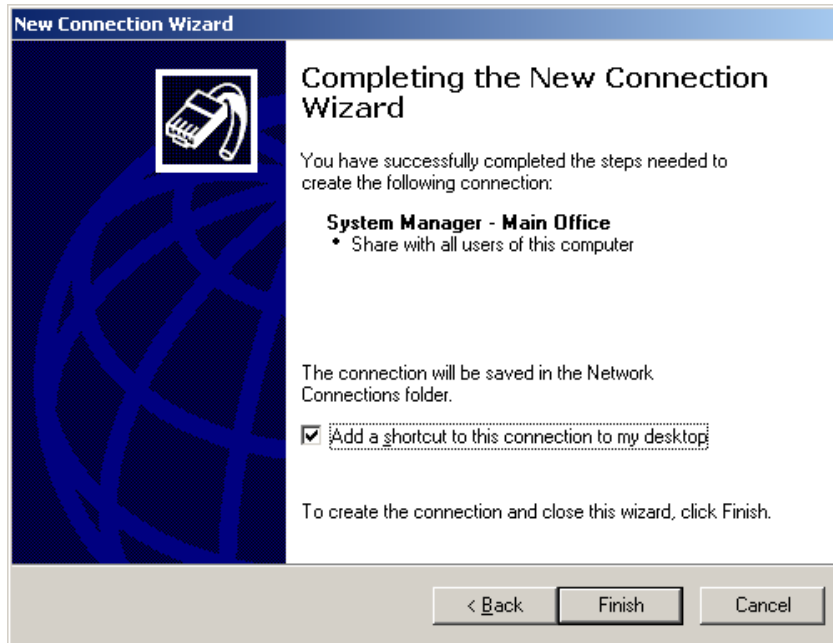 New Connection Wizard
Completing the New Connection
Wizard
You have successfully completed the steps needed to
create the following connection:
System Manager - Main Office
• Share with all users of this computer
The connection will be saved in the Network
Connections folder.
Add a shortcut to this connection to my desktop
To create the connection and close this wizard, click Finish.
< Back
Finish
Cancel